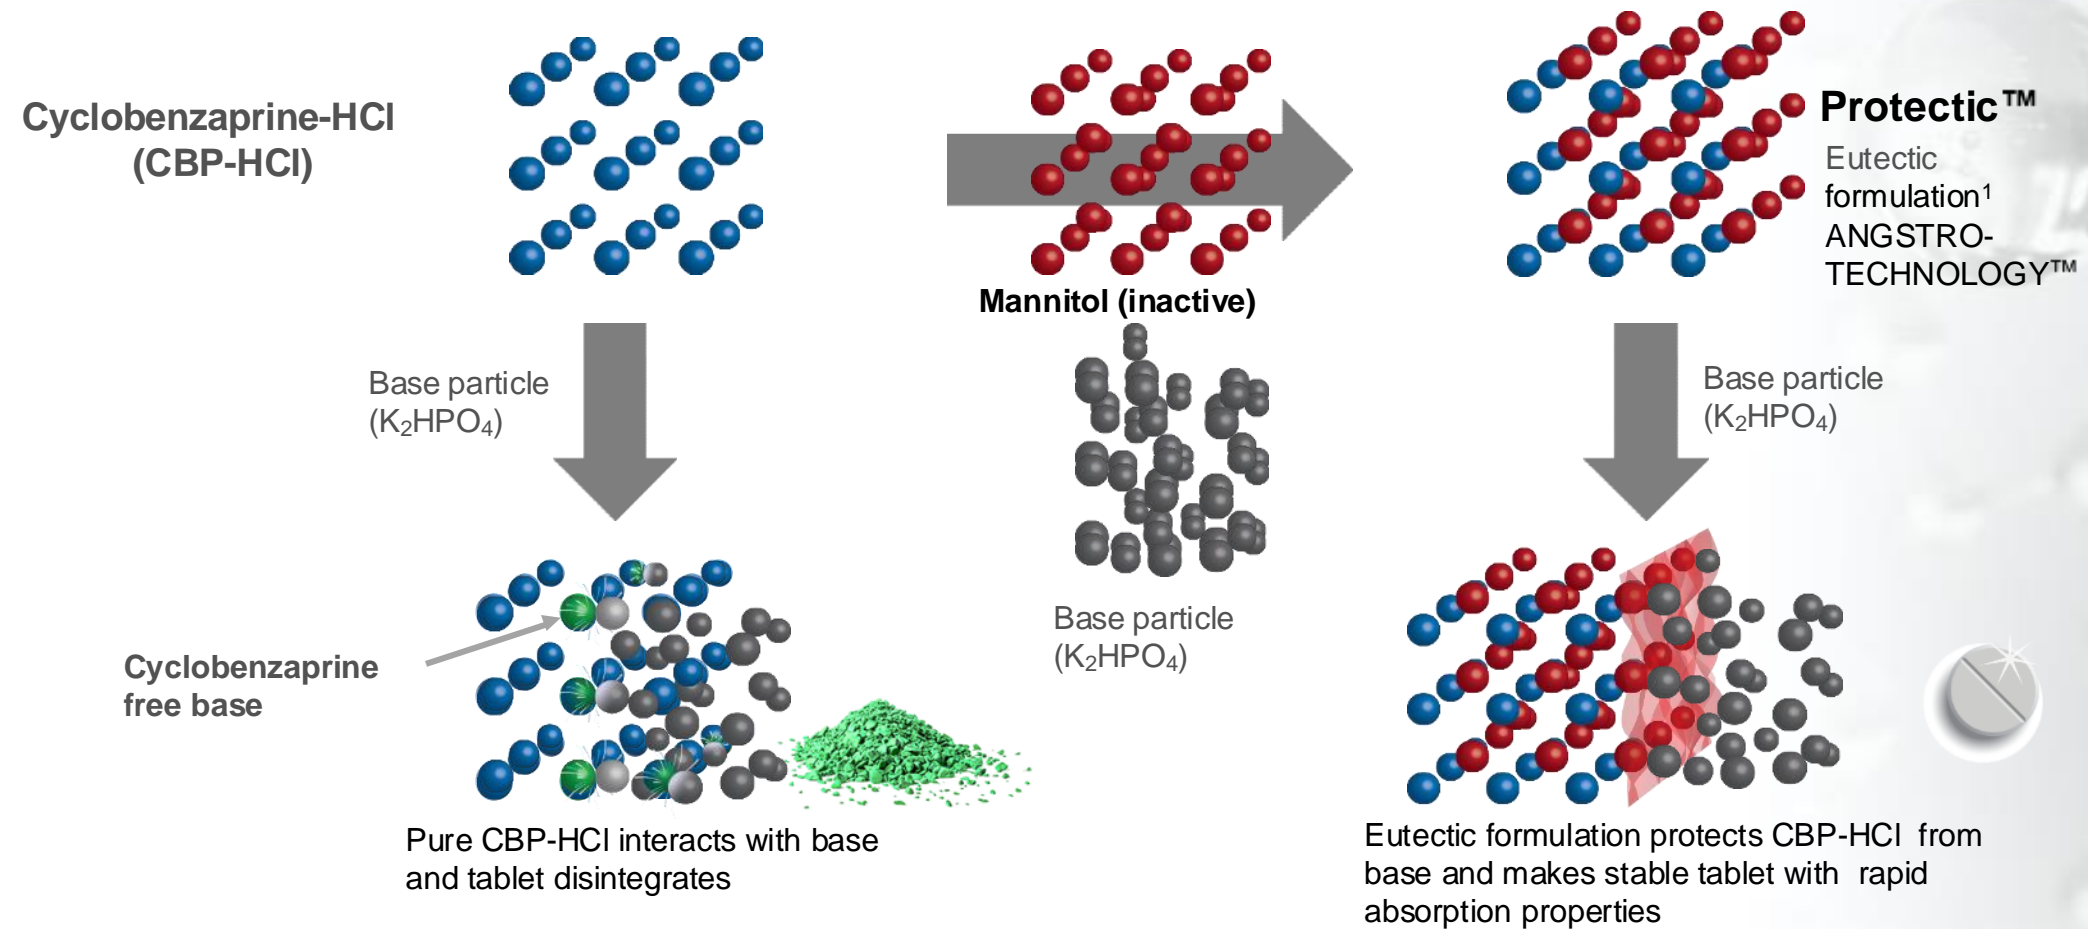 Cyclobenzaprine-HCl
(CBP-HCl)
Mannitol (inactive)
Protectic™
Eutectic
formulation¹
ANGSTRO-
TECHNOLOGY™
Base particle
(K₂HPO₄)
Base particle
(K₂HPO₄)
Base particle
(K₂HPO₄)
Cyclobenzaprine
free base
Pure CBP-HCl interacts with base
and tablet disintegrates
Eutectic formulation protects CBP-HCl from
base and makes stable tablet with rapid
absorption properties